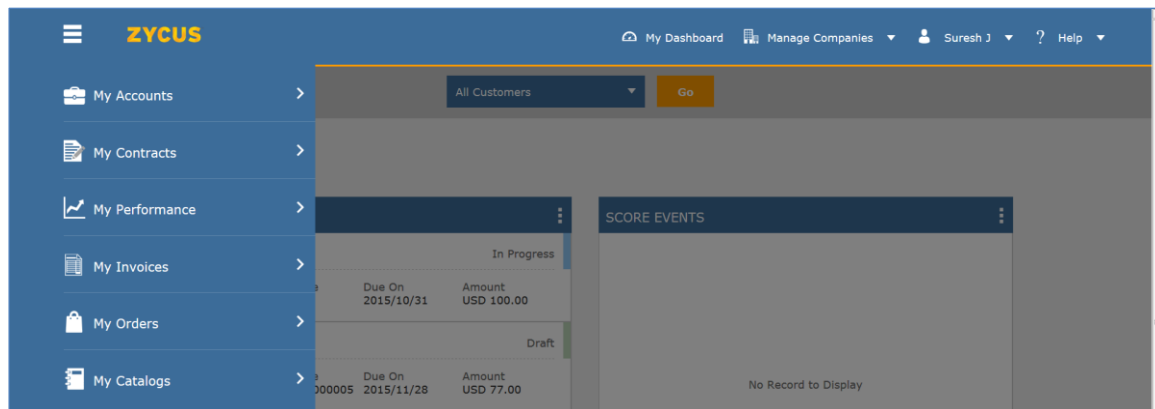 ZYCUS
My Dashboard
Manage Companies
Suresh J
? Help
My Accounts
My Contracts
My Performance
My Invoices
My Orders
My Catalogs
All Customers
Go
In Progress
Due On Amount
2015/10/31 USD 100.00
Draft
Due On Amount
2015/11/28 USD 77.00
SCORE EVENTS
No Record to Display